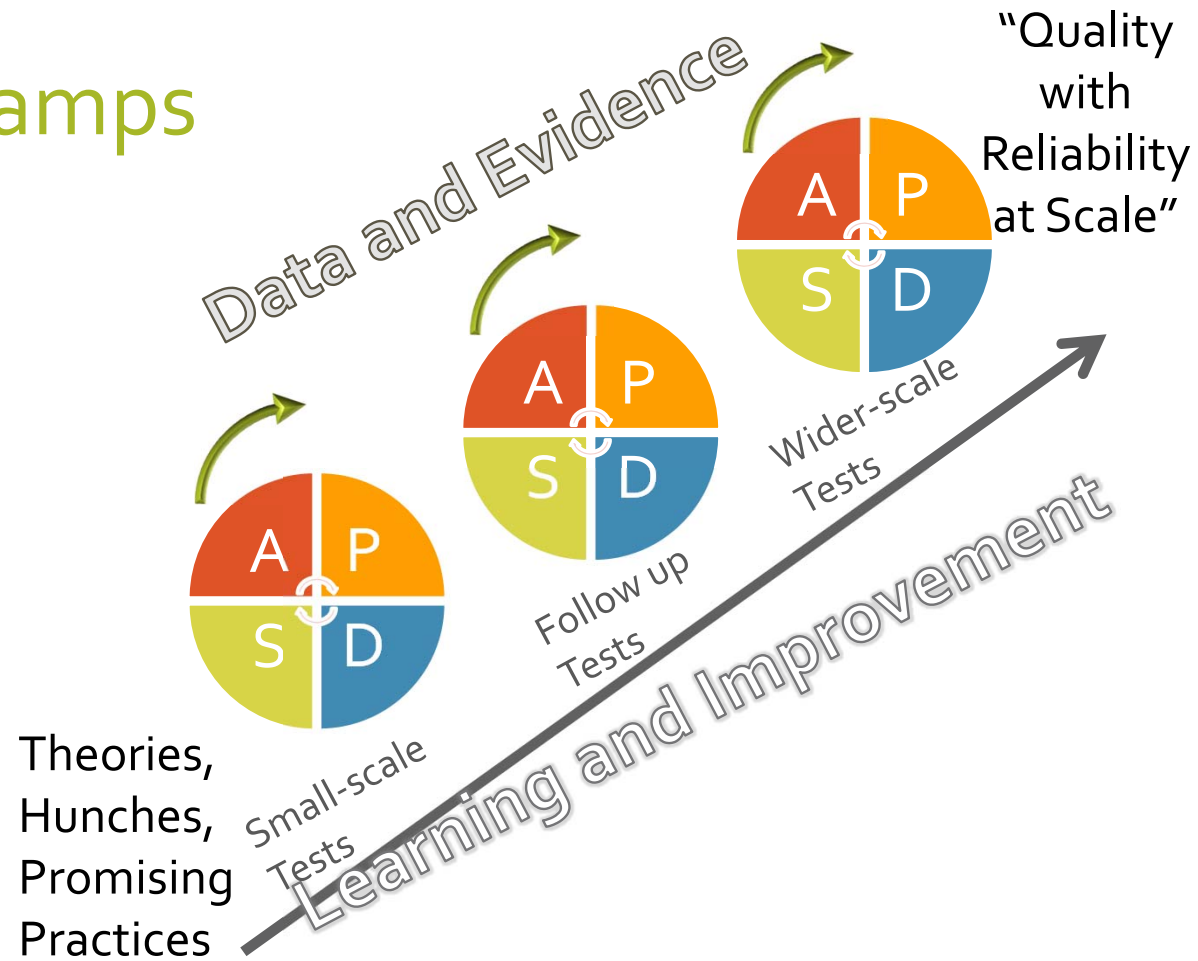 amps
"Quality
with
Reliability
at Scale"
Data and Evidence
A P
S D
Wider-scale
Tests
A P
S D
Follow up
Tests
A P
S D
Small-scale
Tests
Learning and Improvement
Theories,
Hunches,
Promising
Practices